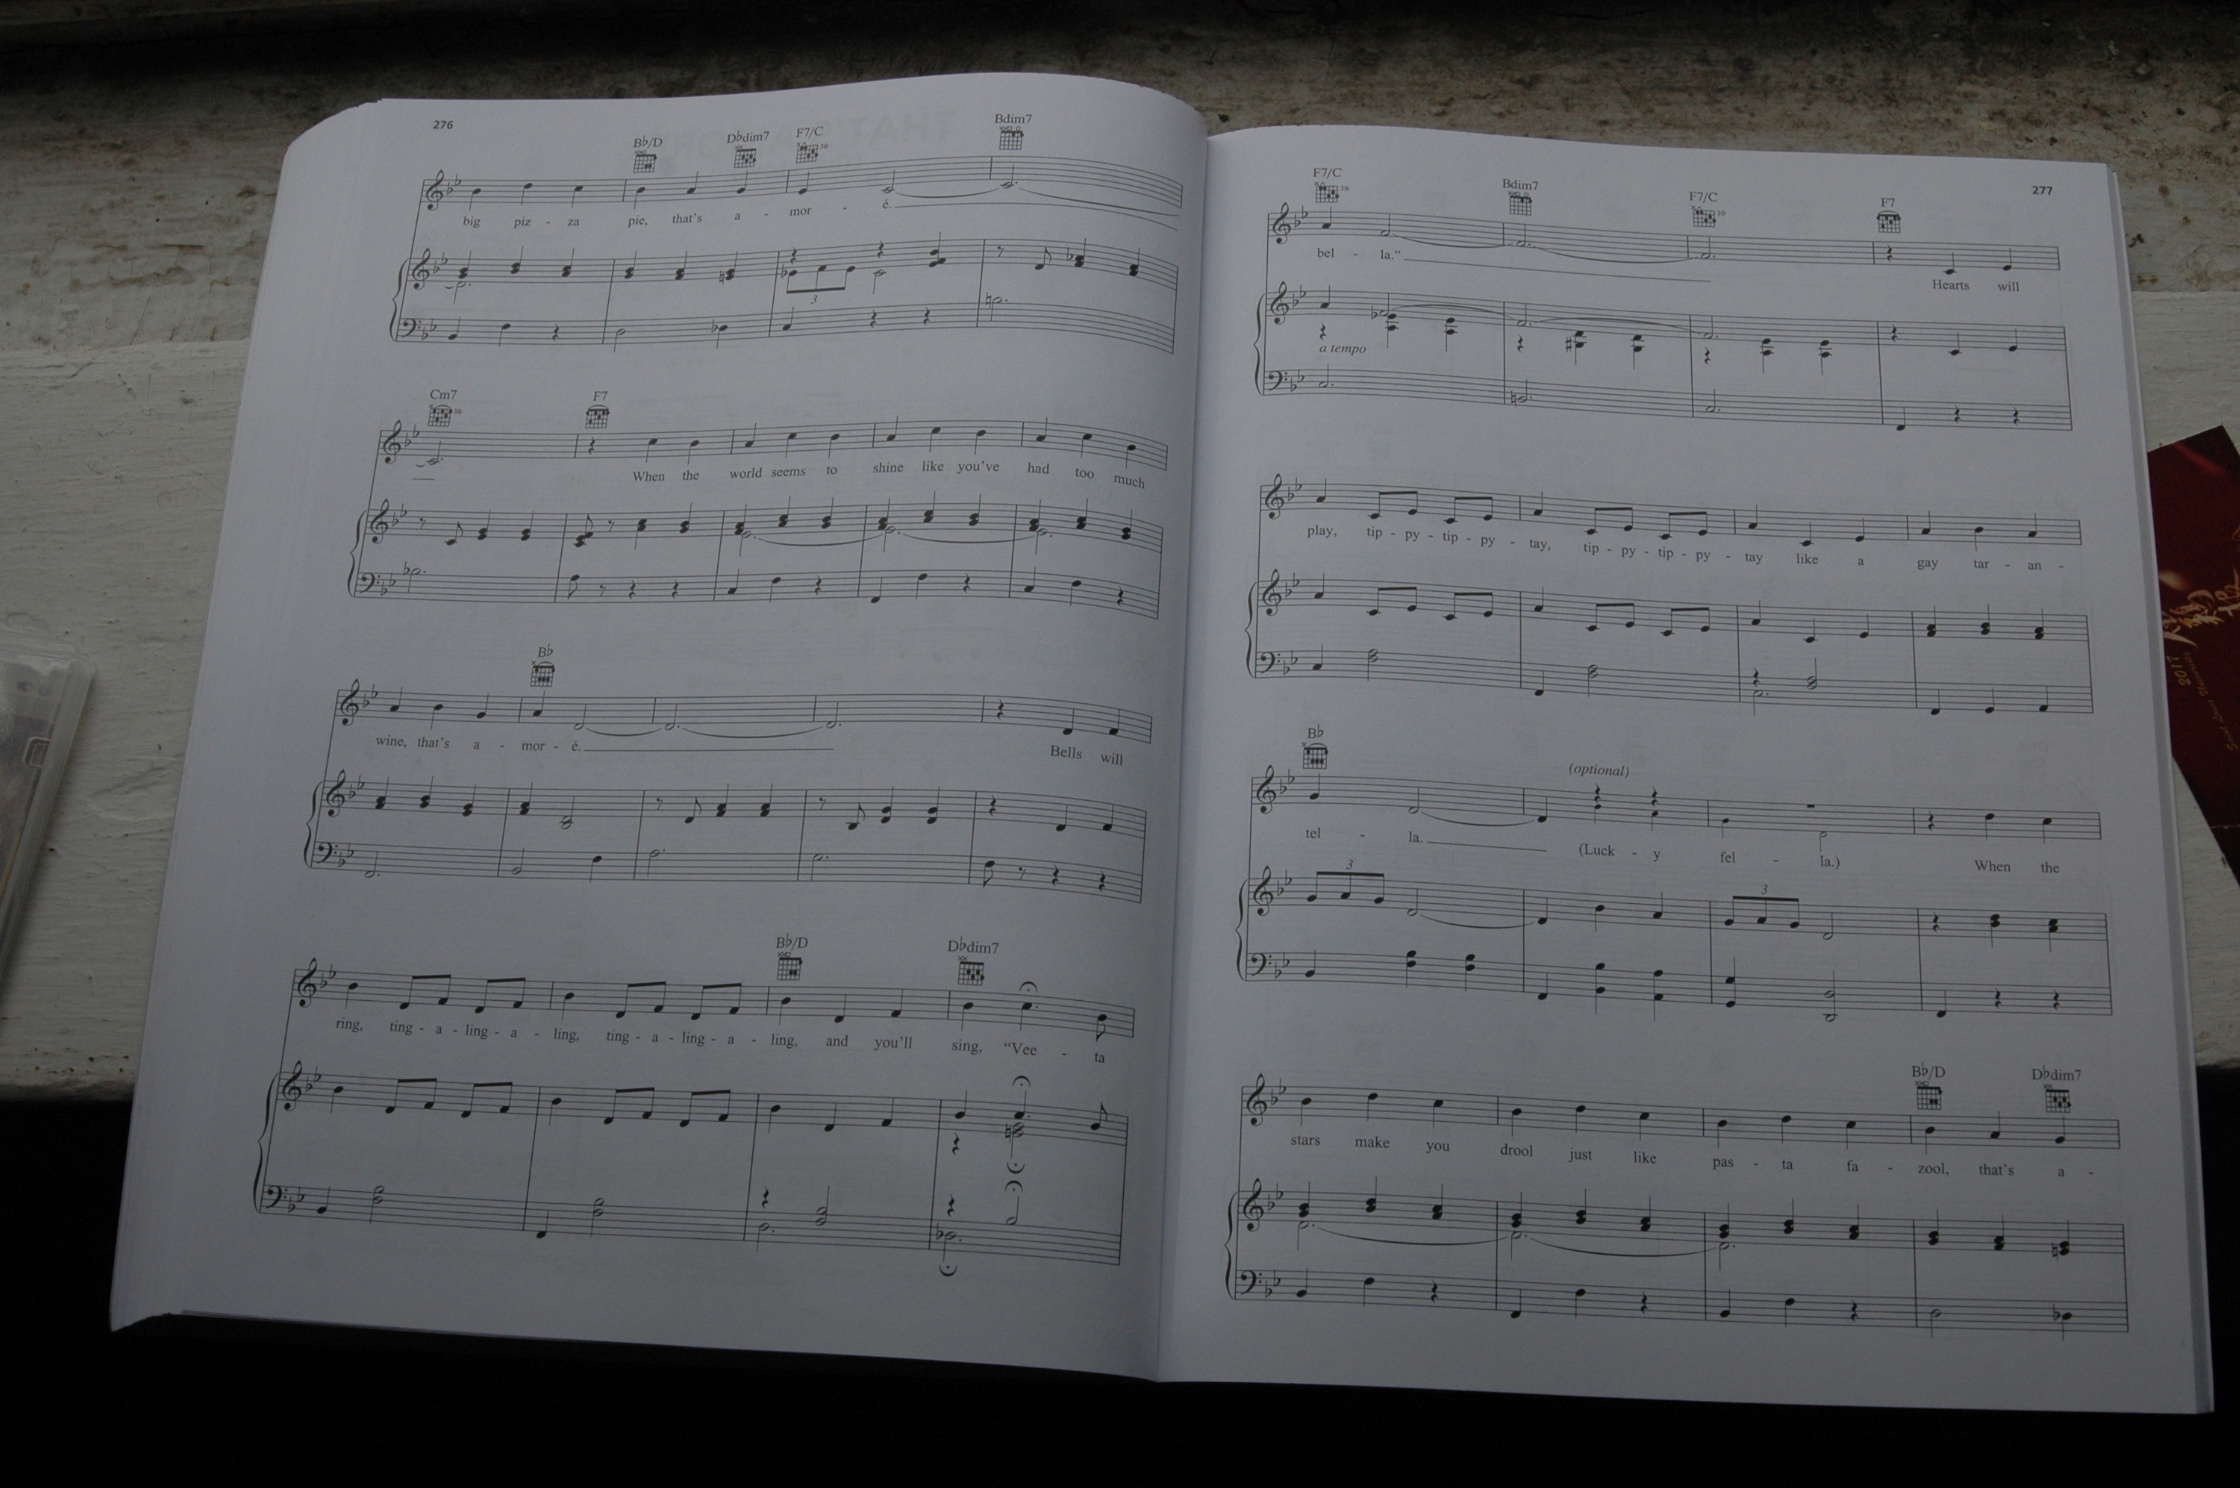 276
B♭/D D♭dim7 F7/C Bdim7
big piz - za pie, that's a - mor - é.
3
Cm7 F7
When the world seems to shine like you've had too much
B♭
wine, that's a - mor - é. Bells will
B♭/D D♭dim7
ring, ting - a - ling - a - ling, ting - a - ling - a - ling, and you'll sing, “Vee - ta
277
F7/C Bdim7 F7/C F7
bel - la.” Hearts will
a tempo
play, tip - py - tip - py - tay, tip - py - tip - py - tay like a gay tar - an -
B♭
(optional)
tel - la. (Luck - y fel - la.) When the
3 3
B♭/D D♭dim7
stars make you drool just like pas - ta fa - zool, that's a -
2017